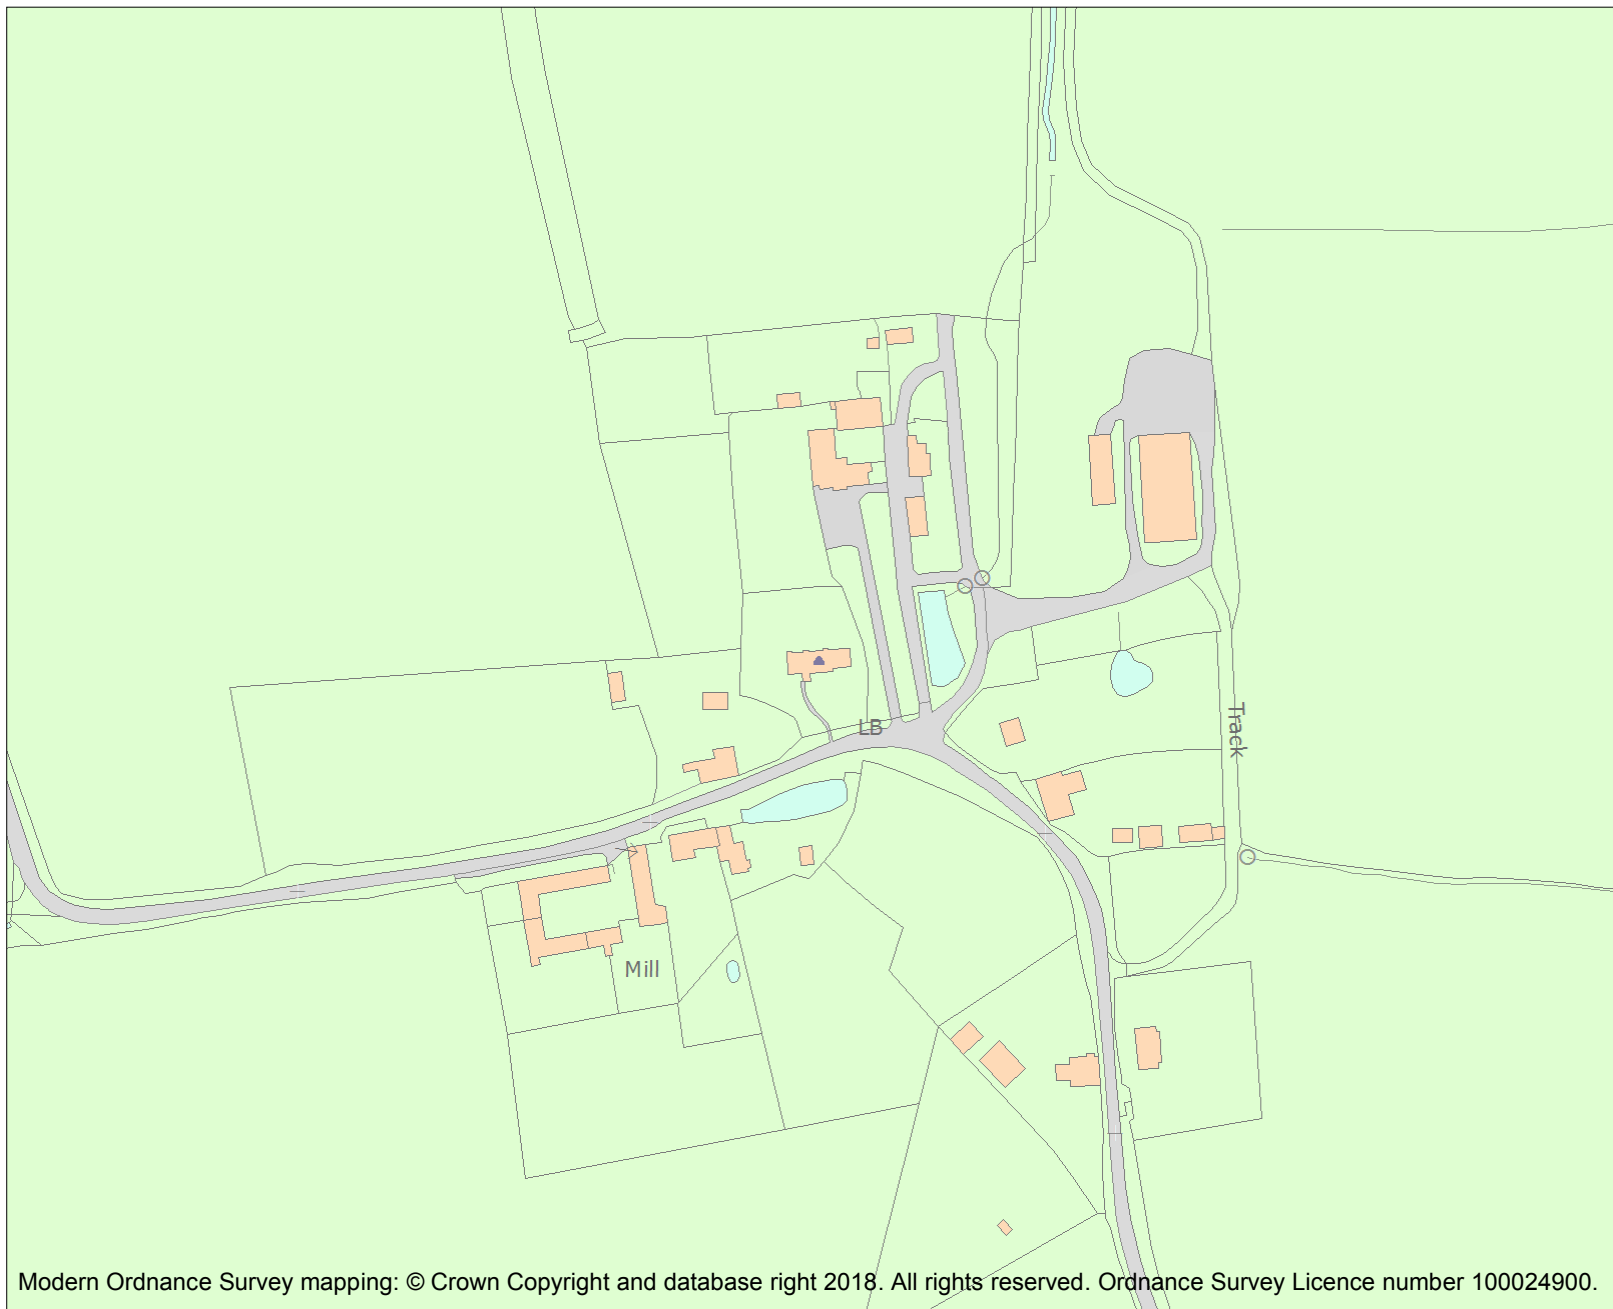 LB
Track
Mill
Modern Ordnance Survey mapping: © Crown Copyright and database right 2018. All rights reserved. Ordnance Survey Licence number 100024900.